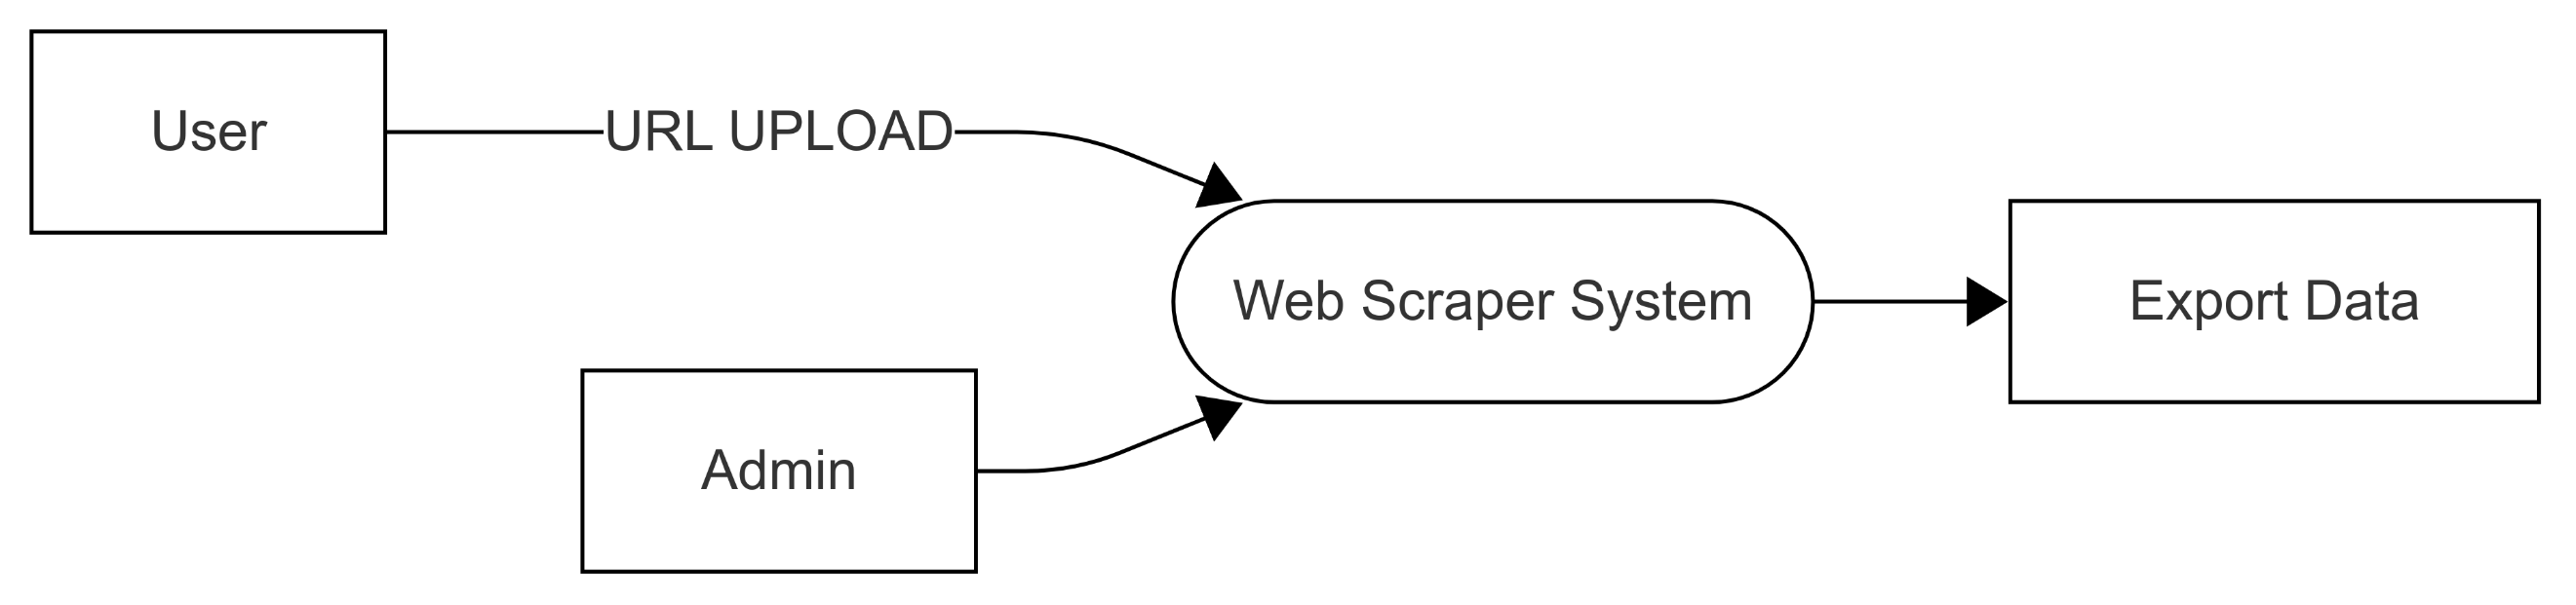 User
URL UPLOAD
Web Scraper System
Export Data
Admin